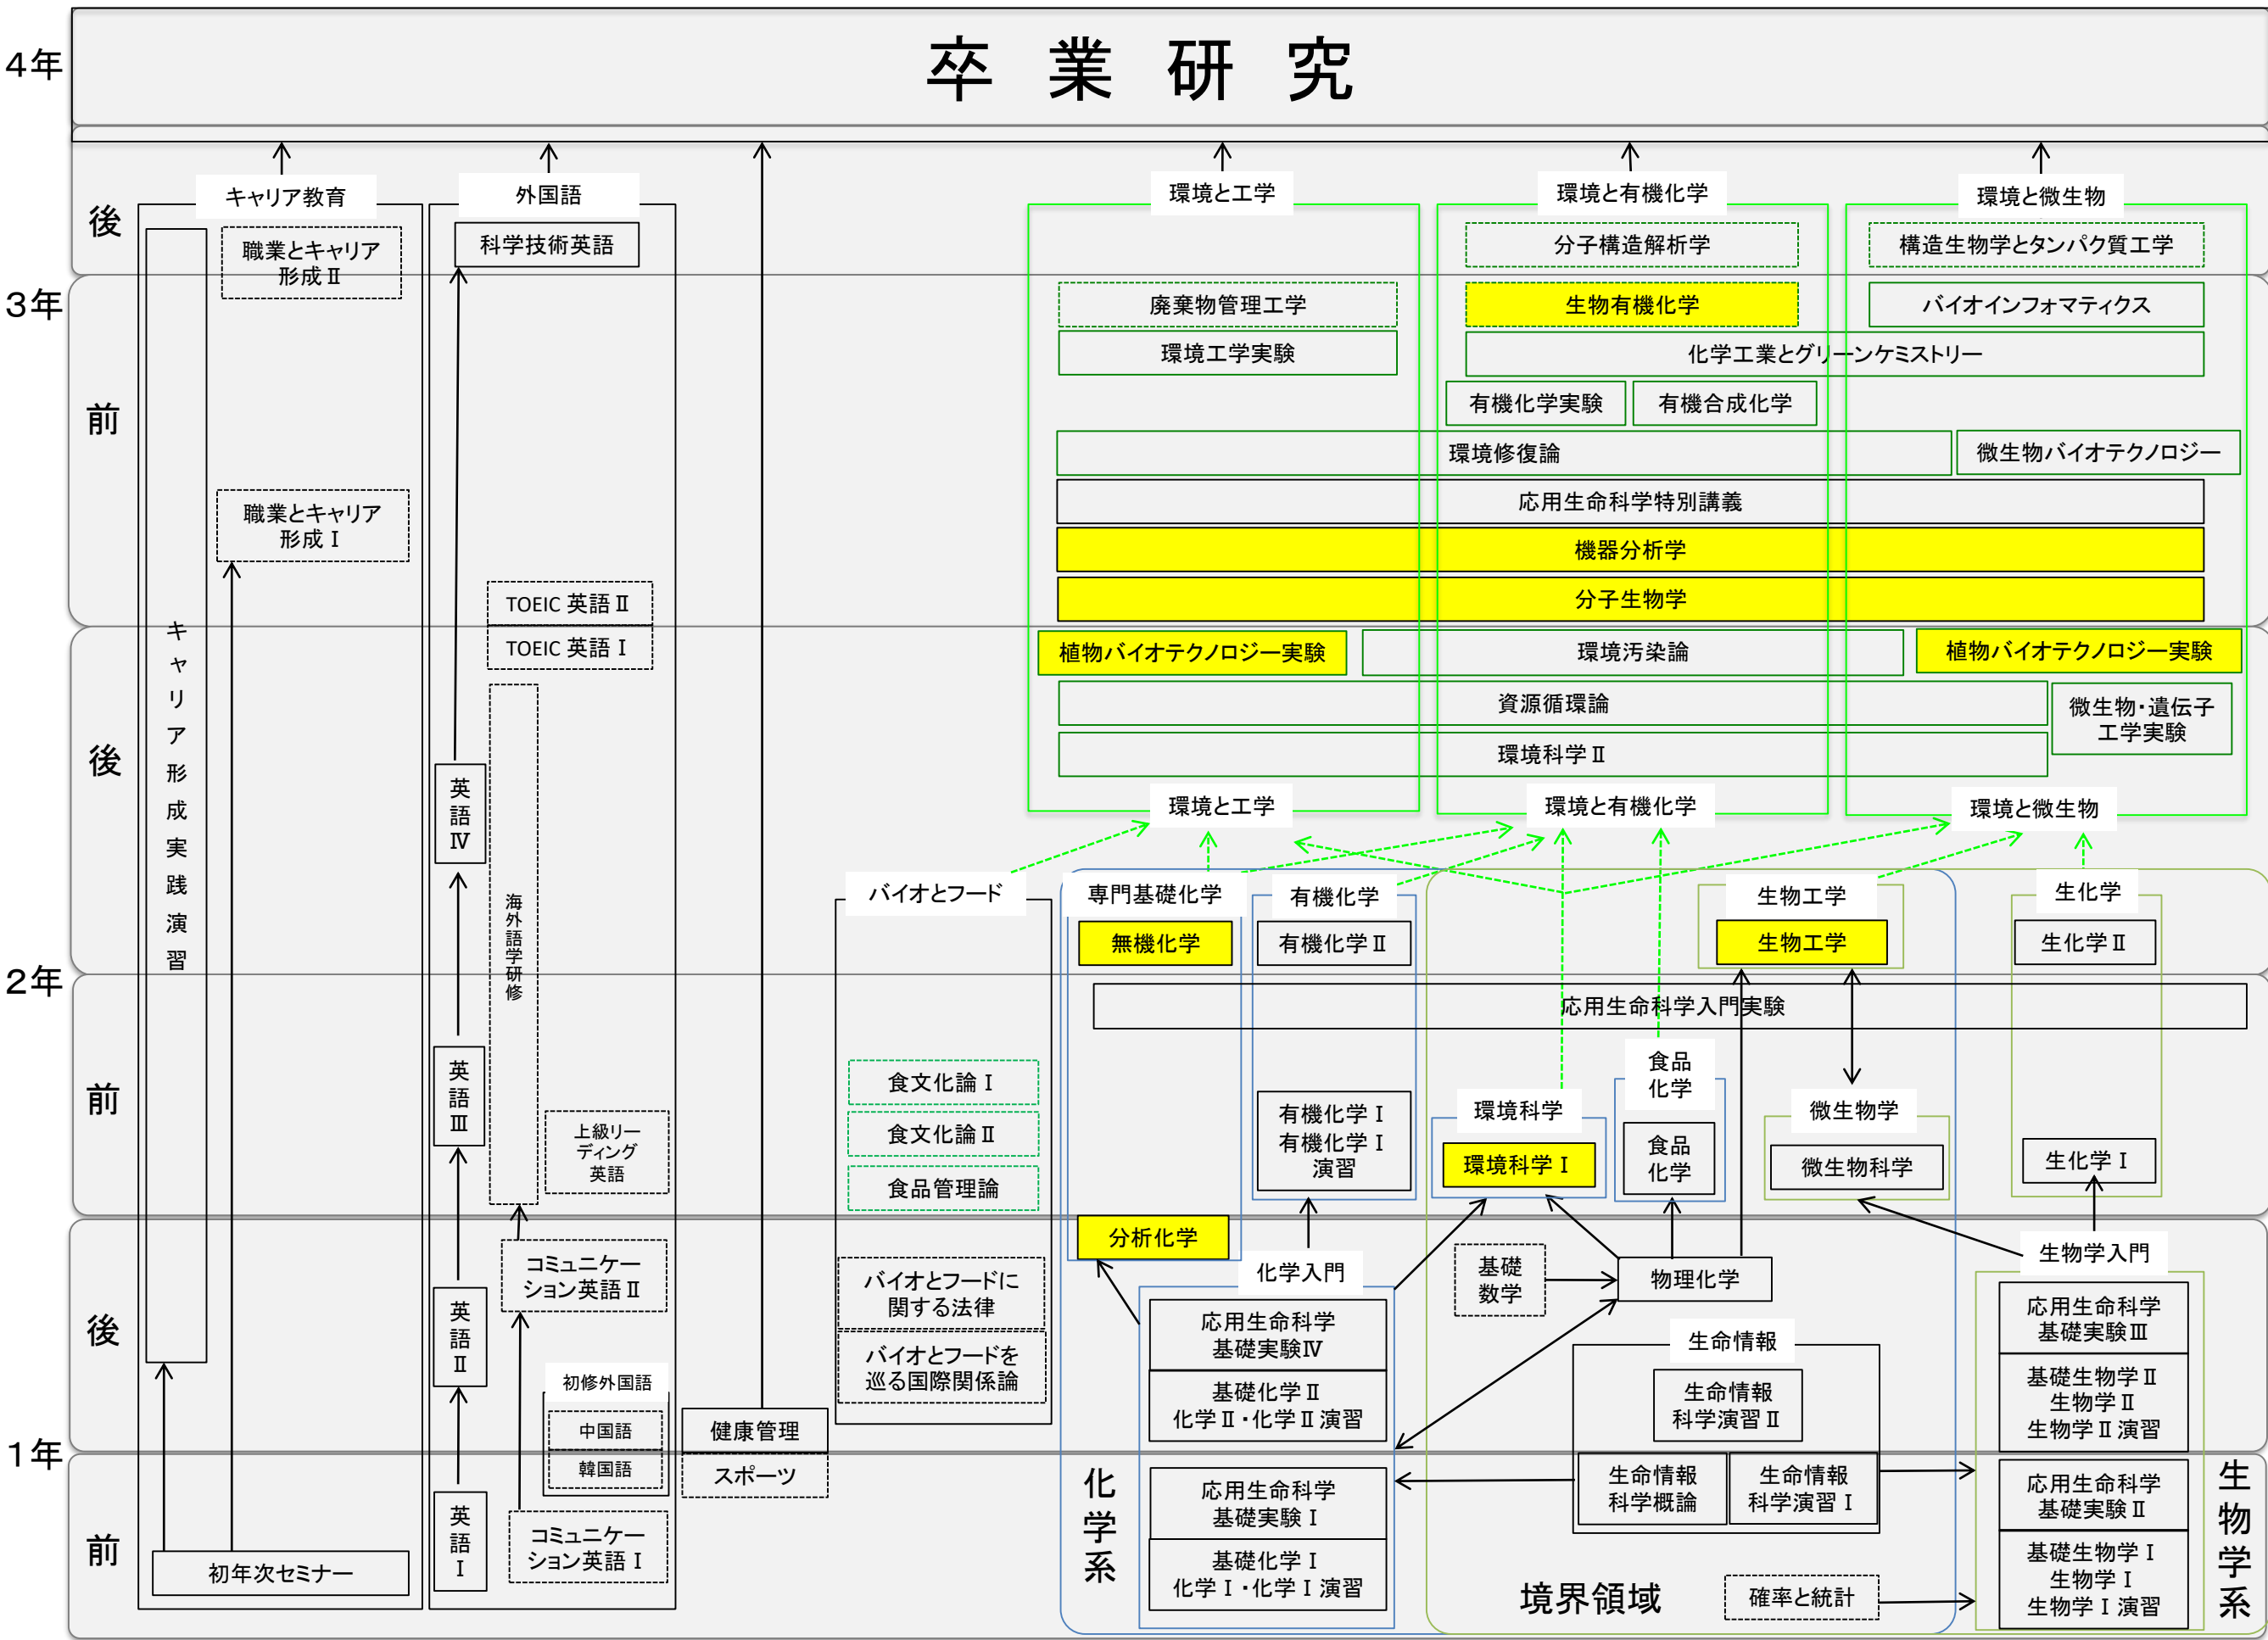 4年
卒業研究
後
キャリア教育
外国語
環境と工学
環境と有機化学
環境と微生物
職業とキャリア
形成Ⅱ
科学技術英語
分子構造解析学
構造生物学とタンパク質工学
3年
廃棄物管理工学
生物有機化学
バイオインフォマティクス
環境工学実験
化学工業とグリーンケミストリー
前
有機化学実験
有機合成化学
環境修復論
微生物バイオテクノロジー
職業とキャリア
形成Ⅰ
応用生命科学特別講義
機器分析学
分子生物学
TOEIC 英語Ⅱ
TOEIC 英語Ⅰ
キャリア形成実践演習
植物バイオテクノロジー実験
環境汚染論
植物バイオテクノロジー実験
資源循環論
微生物・遺伝子
工学実験
後
環境科学Ⅱ
英語Ⅳ
環境と工学
環境と有機化学
環境と微生物
海外語学研修
バイオとフード
専門基礎化学
有機化学
生物工学
生化学
無機化学
有機化学Ⅱ
生物工学
生化学Ⅱ
2年
応用生命科学入門実験
前
英語Ⅲ
上級リー
ディング
英語
食文化論Ⅰ
食文化論Ⅱ
食品管理論
有機化学Ⅰ
有機化学Ⅰ
演習
環境科学
環境科学Ⅰ
食品
化学
食品
化学
微生物学
微生物科学
生化学Ⅰ
分析化学
コミュニケー
ション英語Ⅱ
化学入門
基礎
数学
物理化学
生物学入門
後
英語Ⅱ
バイオとフードに
関する法律
バイオとフードを
巡る国際関係論
応用生命科学
基礎実験Ⅳ
基礎化学Ⅱ
化学Ⅱ・化学Ⅱ演習
生命情報
生命情報
科学演習Ⅱ
応用生命科学
基礎実験Ⅲ
基礎生物学Ⅱ
生物学Ⅱ
生物学Ⅱ演習
初修外国語
中国語
韓国語
健康管理
スポーツ
1年
前
英語Ⅰ
コミュニケー
ション英語Ⅰ
初年次セミナー
化学系
応用生命科学
基礎実験Ⅰ
基礎化学Ⅰ
化学Ⅰ・化学Ⅰ演習
生命情報
科学概論
生命情報
科学演習Ⅰ
境界領域
確率と統計
応用生命科学
基礎実験Ⅱ
基礎生物学Ⅰ
生物学Ⅰ
生物学Ⅰ演習
生物学系